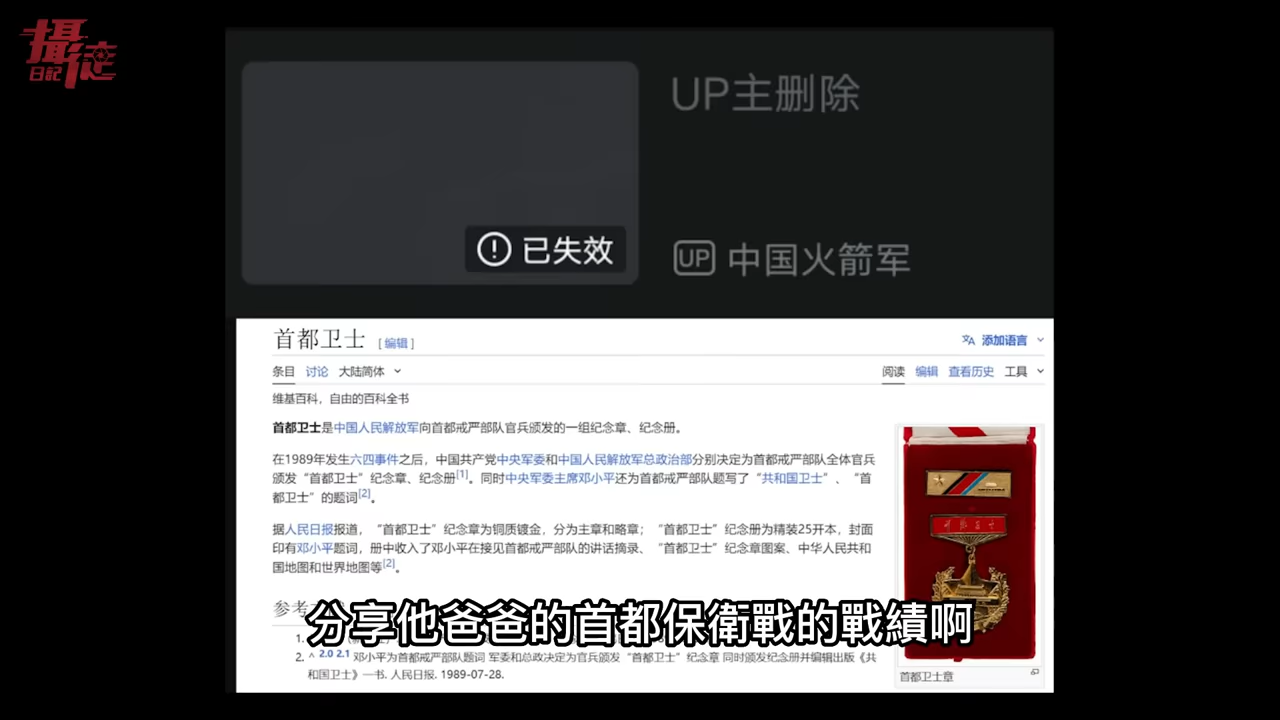 攝徒
日記
UP主删除
已失效
UP 中国火箭军
首都卫士 [编辑]
添加语言
条目 讨论 大陆简体
阅读 编辑 查看历史 工具
维基百科，自由的百科全书
首都卫士是中国人民解放军向首都戒严部队官兵颁发的一组纪念章、纪念册。
在1989年发生六四事件之后，中国共产党中央军委和中国人民解放军总政治部分别决定为首都戒严部队全体官兵
颁发“首都卫士”纪念章、纪念册[1]。同时中央军委主席邓小平还为首都戒严部队题写了“共和国卫士”、“首
都卫士”的题词[2]。
据人民日报报道，“首都卫士”纪念章为铜质镀金，分为主章和略章；“首都卫士”纪念册为精装25开本，封面
印有邓小平题词，册中收入了邓小平在接见首都戒严部队的讲话摘录、“首都卫士”纪念章图案、中华人民共和
国地图和世界地图等[2]。
首都卫士
参考
分享他爸爸的首都保衛戰的戰績啊
1.
2. ^ 2.0 2.1 邓小平为首都戒严部队题词 军委和总政决定为官兵颁发“首都卫士”纪念章 同时颁发纪念册并编辑出版《共
和国卫士》一书. 人民日报. 1989-07-28.
首都卫士章